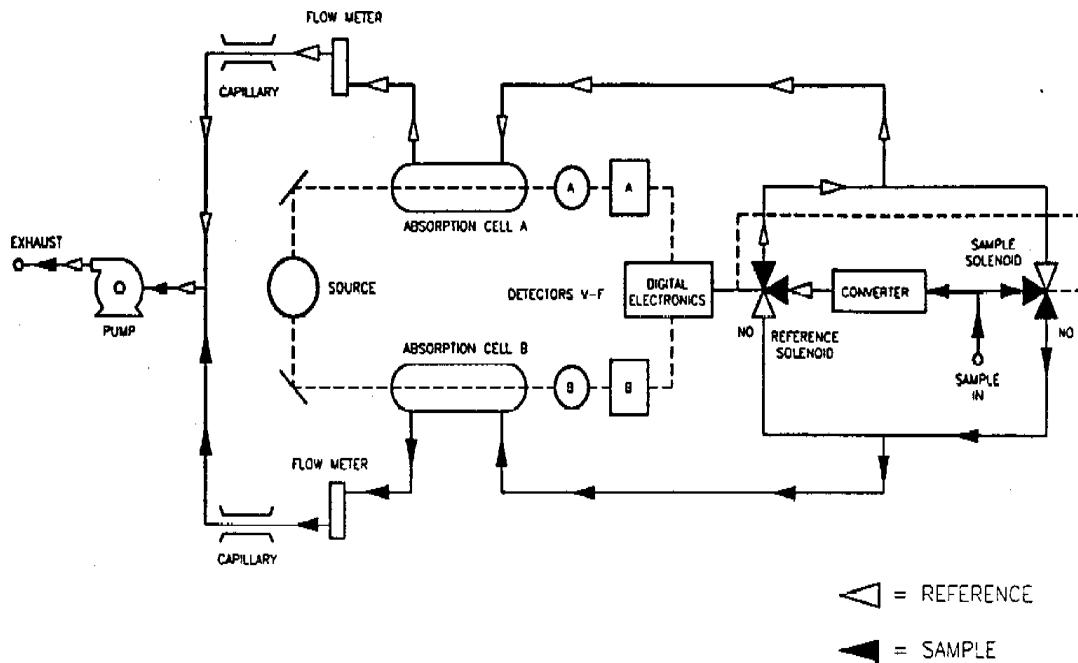 FLOW METER
CAPILLARY
ABSORPTION CELL A
A
A
EXHAUST
PUMP
SOURCE
DETECTORS V-F
DIGITAL
ELECTRONICS
CONVERTER
SAMPLE
SOLENOID
NO
REFERENCE
SOLENOID
NO
SAMPLE
IN
ABSORPTION CELL B
B
B
FLOW METER
CAPILLARY
= REFERENCE
= SAMPLE